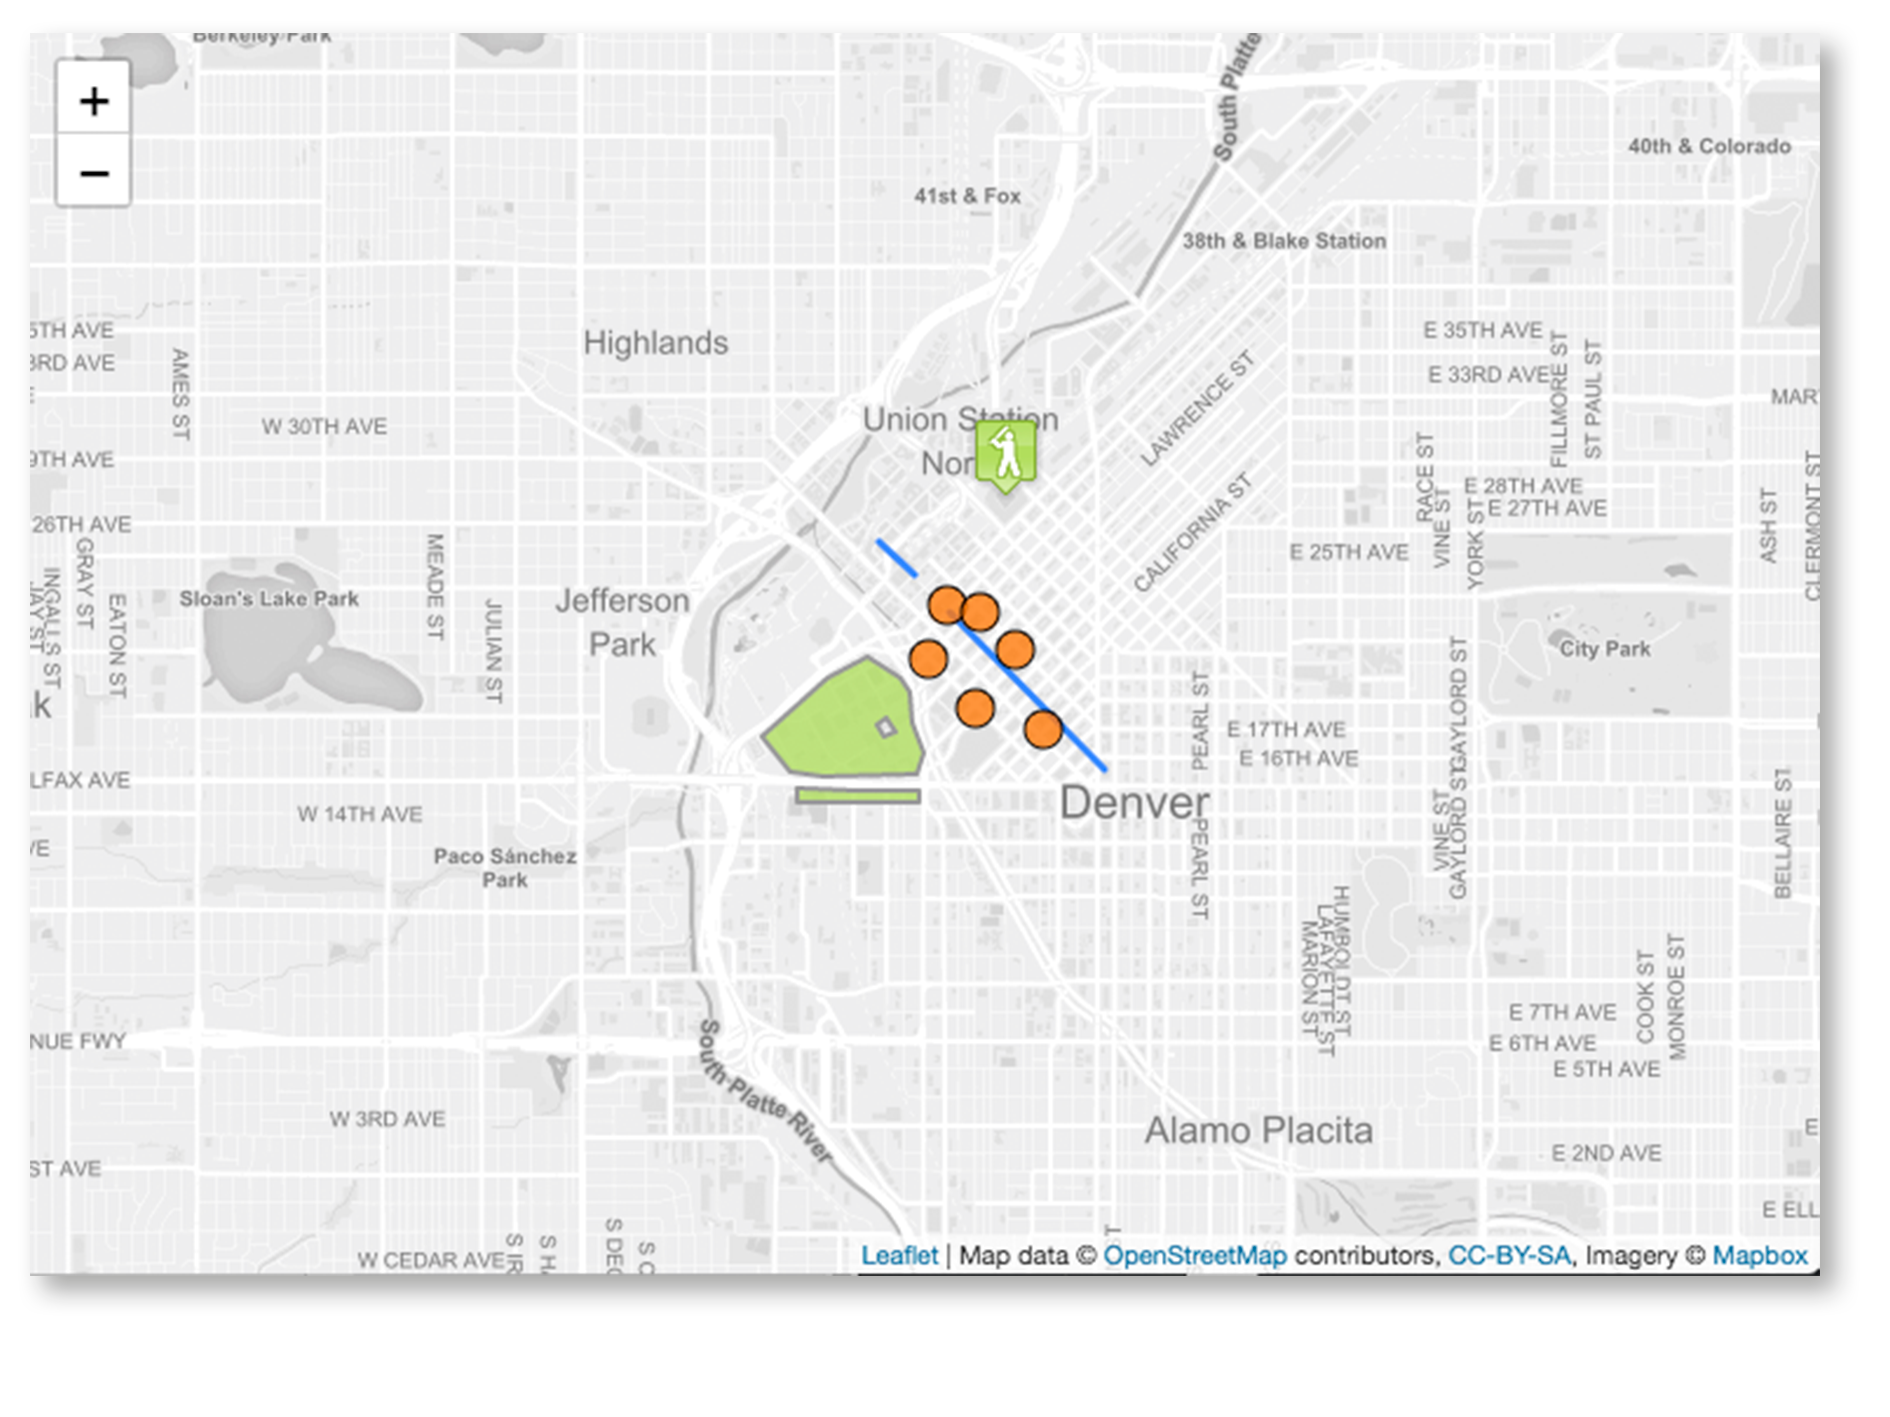 Berkeley Park
+
−
South Platte
40th & Colorado
41st & Fox
38th & Blake Station
5TH AVE
3RD AVE
AMES ST
Highlands
E 35TH AVE
E 33RD AVE
FILLMORE ST
ST PAUL ST
LAWRENCE ST
MAR
W 30TH AVE
Union Station
Nor
9TH AVE
RACE ST
E 28TH AVE
E 27TH AVE
VINE ST
YORK ST
CALIFORNIA ST
ASH ST
CLERMONT ST
26TH AVE
GRAY ST
MEADE ST
E 25TH AVE
INGALLS ST
JAY ST
EATON ST
Sloan's Lake Park
JULIAN ST
Jefferson
Park
City Park
k
PEARL ST
GAYLORD ST
E 17TH AVE
E 16TH AVE
LFAX AVE
W 14TH AVE
Denver
PEARL ST
VINE ST
GAYLORD ST
BELLAIRE ST
VE
Paco Sánchez
Park
HUMBOLDT ST
LAFAYETTE ST
MARION ST
COOK ST
MONROE ST
E 7TH AVE
NUE FWY
E 6TH AVE
E 5TH AVE
South Platte River
W 3RD AVE
Alamo Placita
E
E 2ND AVE
ST AVE
E ELL
S DEC
S C
S IR
S H
W CEDAR AVE
ST
Leaflet | Map data © OpenStreetMap contributors, CC-BY-SA, Imagery © Mapbox